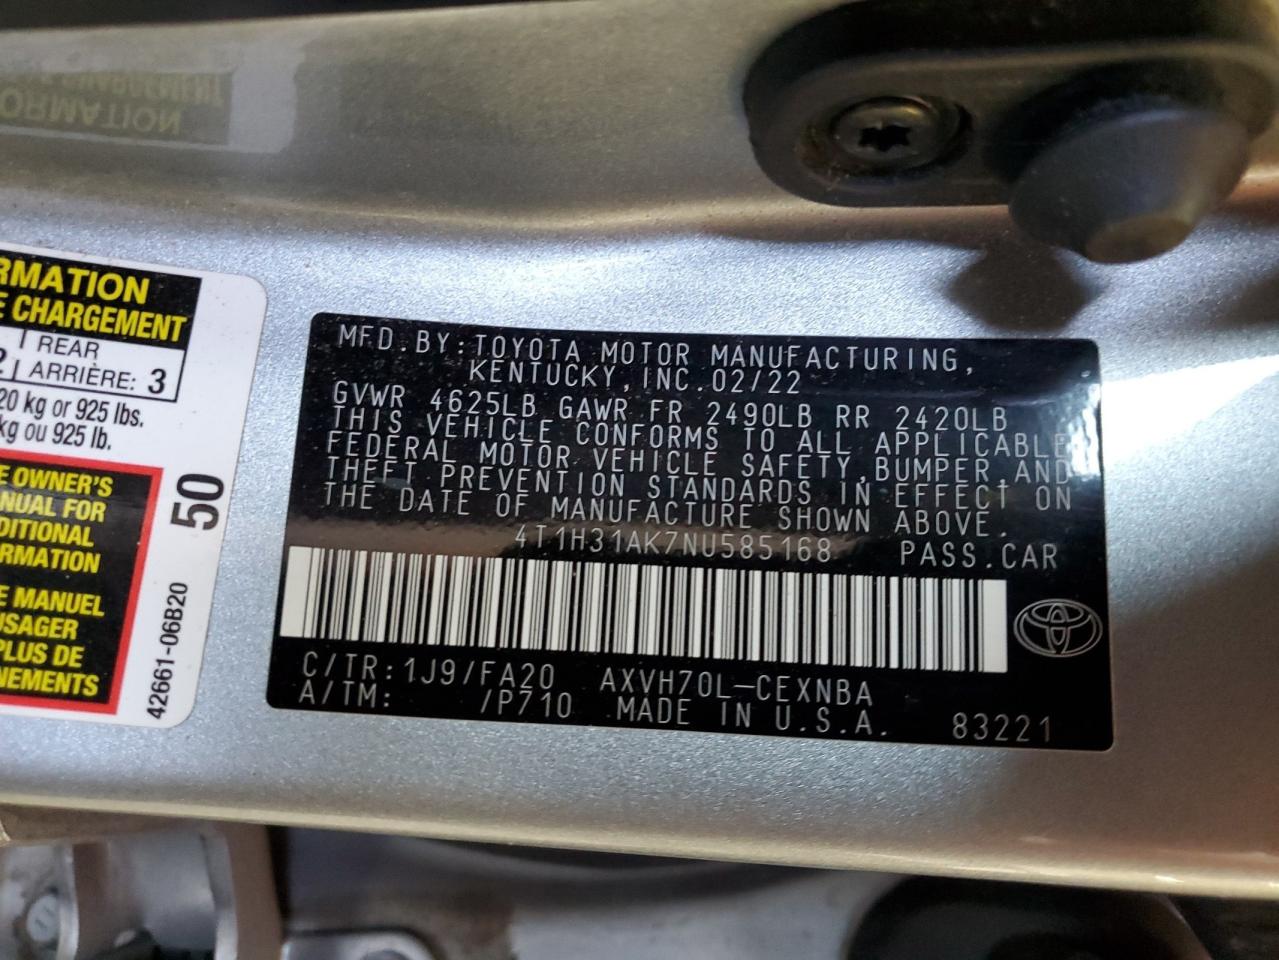 ORMATION
RMATION
E CHARGEMENT
REAR
ARRIÈRE: 3
20 kg or 925 lbs.
kg ou 925 lb.
E OWNER'S
ANUAL FOR
DDITIONAL
ORMATION
E MANUEL
USAGER
PLUS DE
NEMENTS
50
42661-06B20
MFD. BY: TOYOTA MOTOR MANUFACTURING,
KENTUCKY, INC. 02/22
GVWR 4625LB GAWR FR 2490LB RR 2420LB
THIS VEHICLE CONFORMS TO ALL APPLICABLE
FEDERAL MOTOR VEHICLE SAFETY, BUMPER, AND
THEFT PREVENTION STANDARDS IN EFFECT ON
THE DATE OF MANUFACTURE SHOWN ABOVE.
4T1H31AK7NU585168 PASS. CAR
C/TR: 1J9/FA20 AXVH70L-CEXNBA
A/TM: /P710 MADE IN U.S.A. 83221